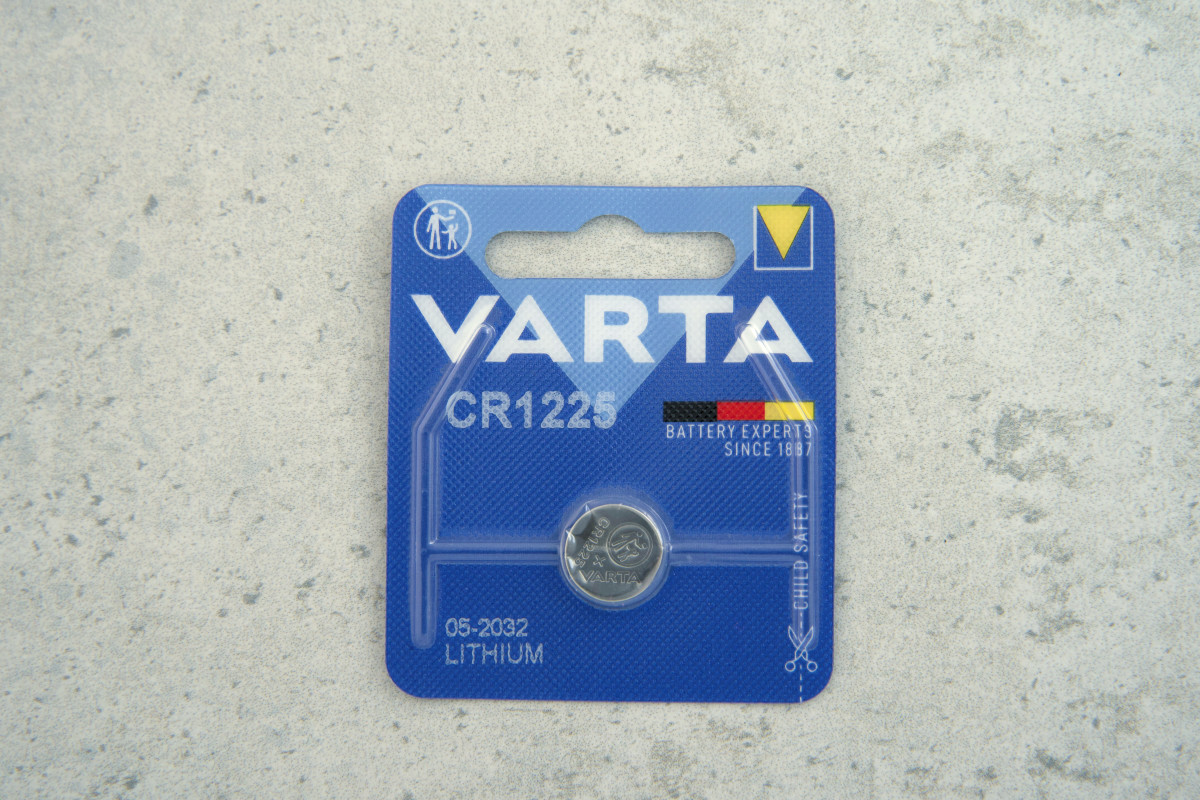 VARTA
CR1225
BATTERY EXPERTS
SINCE 1887
CHILD SAFETY
CR1225
VARTA
05-2032
LITHIUM